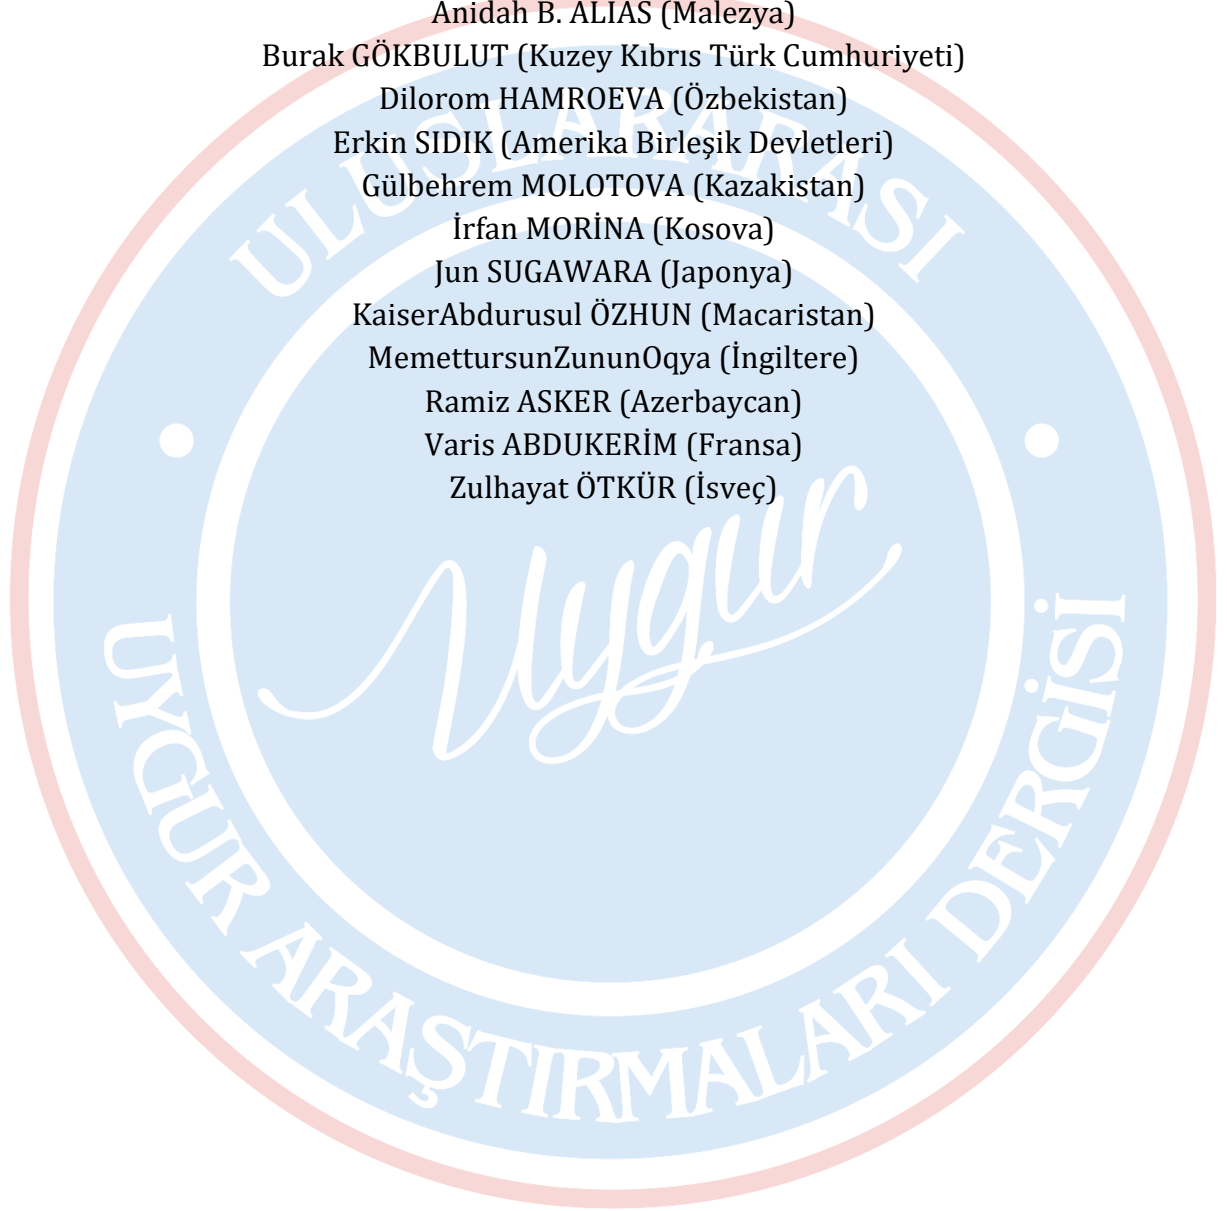 Anidah B. ALIAS (Malezya)
Burak GÖKBULUT (Kuzey Kıbrıs Türk Cumhuriyeti)
Dilorom HAMROEVA (Özbekistan)
Erkin SIDIK (Amerika Birleşik Devletleri)
Gülbehrem MOLOTOVA (Kazakistan)
İrfan MORİNA (Kosova)
Jun SUGAWARA (Japonya)
KaiserAbdurusul ÖZHUN (Macaristan)
MemettursunZununOqya (İngiltere)
Ramiz ASKER (Azerbaycan)
Varis ABDUKERİM (Fransa)
Zulhayat ÖTKÜR (İsveç)
ULUSLARARASI
Uygur
UYGUR ARAŞTIRMALARI DERGİSİ